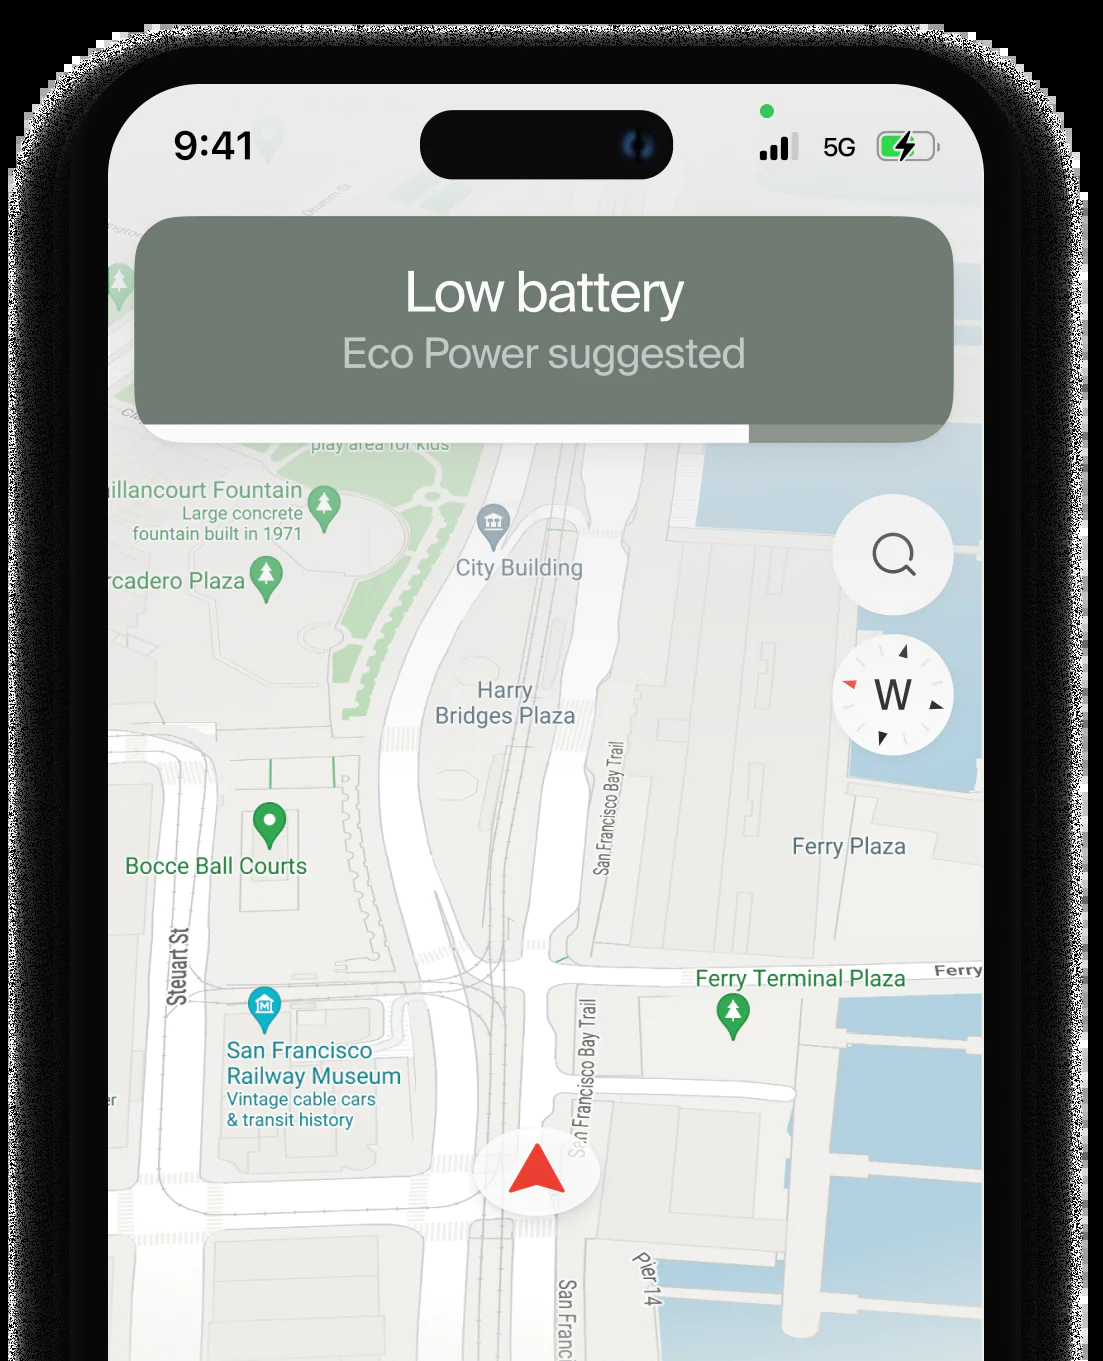 9:41
5G
Drumm St
Low battery
Eco Power suggested
play area for kids
illancourt Fountain
Large concrete
fountain built in 1971
rcadero Plaza
City Building
W
Harry
Bridges Plaza
San Francisco Bay Trail
Ferry Plaza
Bocce Ball Courts
Steuart St
Ferry Terminal Plaza
Ferry
San Francisco
Railway Museum
Vintage cable cars
& transit history
er
San Francisco Bay Trail
Pier 14
San Franci